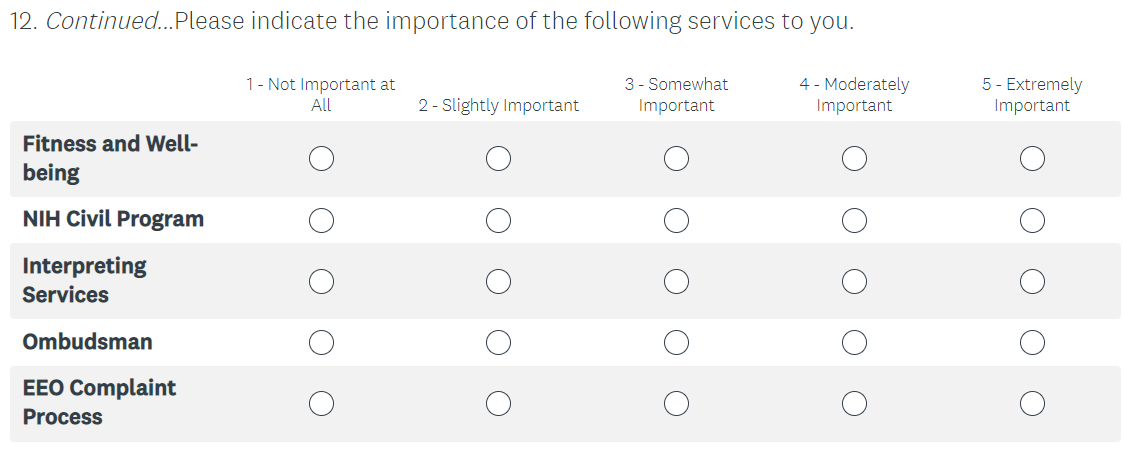 12. Continued...Please indicate the importance of the following services to you.
1 - Not Important at
All
2 - Slightly Important
3 - Somewhat
Important
4 - Moderately
Important
5 - Extremely
Important
Fitness and Well-
being
NIH Civil Program
Interpreting
Services
Ombudsman
EEO Complaint
Process